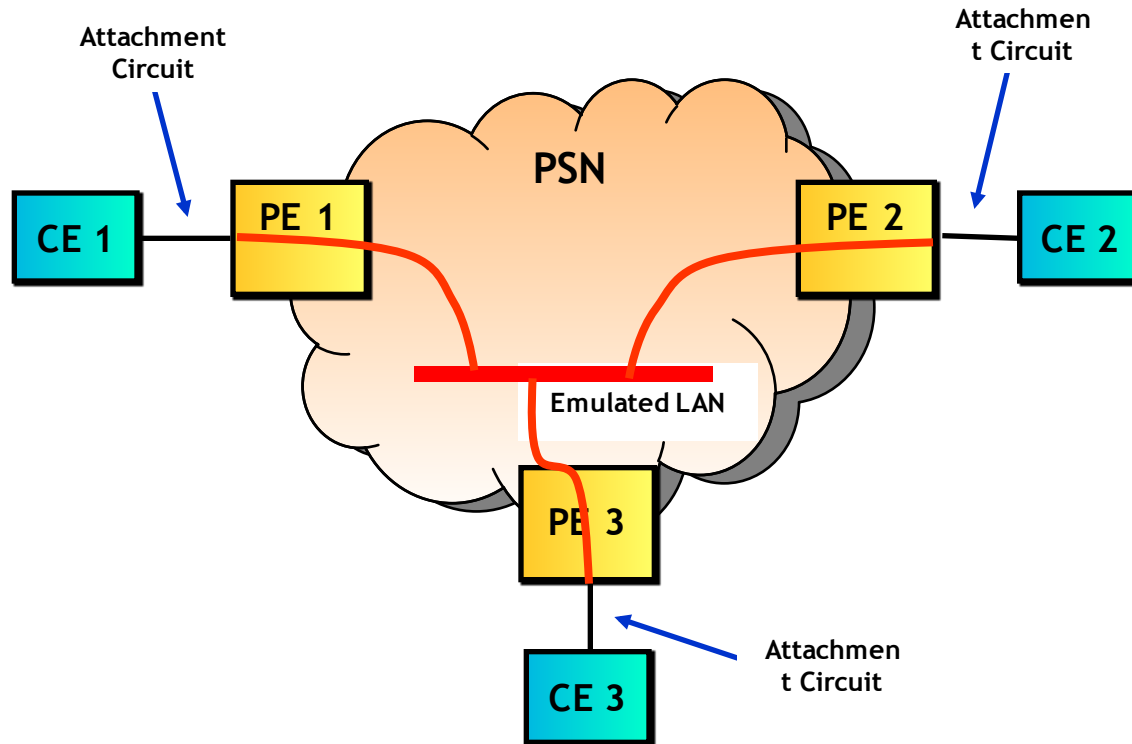 Attachment
Circuit
Attachmen
t Circuit
PSN
PE 1
PE 2
CE 1
CE 2
Emulated LAN
PE 3
Attachmen
t Circuit
CE 3